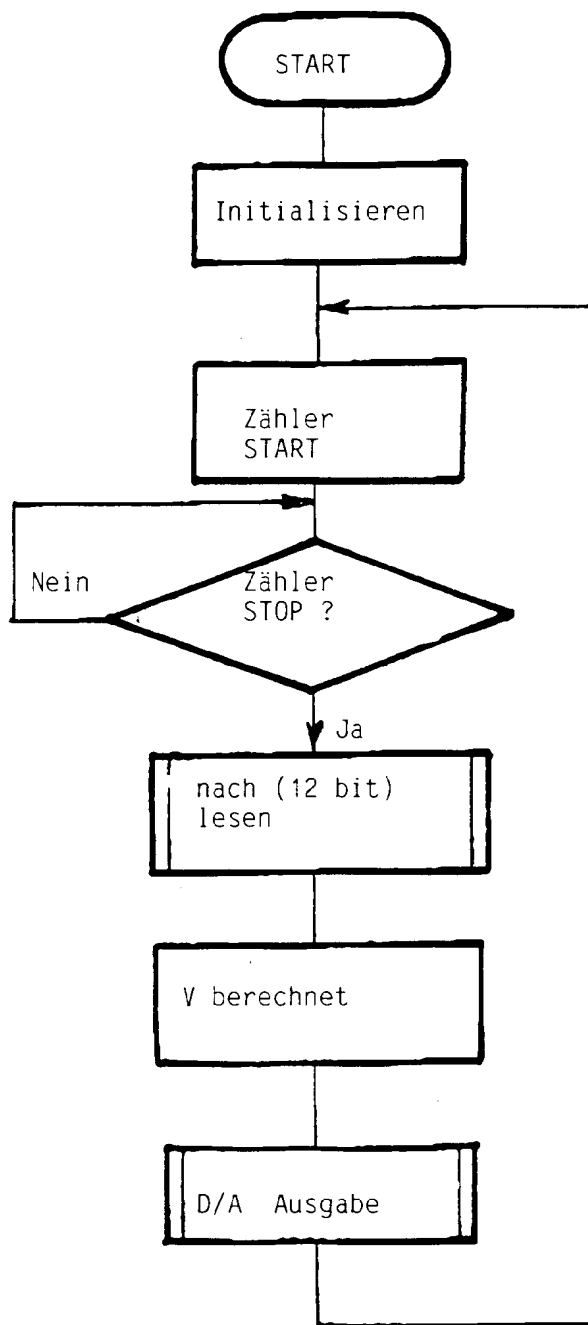 START
Initialisieren
Zähler
START
Nein
Zähler
STOP ?
Ja
nach (12 bit)
lesen
V berechnet
D/A Ausgabe